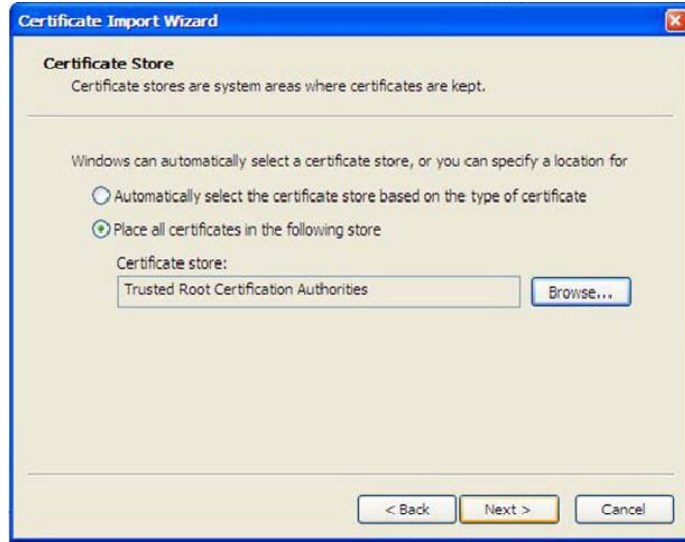 Certificate Import Wizard
Certificate Store
Certificate stores are system areas where certificates are kept.
Windows can automatically select a certificate store, or you can specify a location for
Automatically select the certificate store based on the type of certificate
Place all certificates in the following store
Certificate store:
Trusted Root Certification Authorities
Browse...
< Back
Next >
Cancel